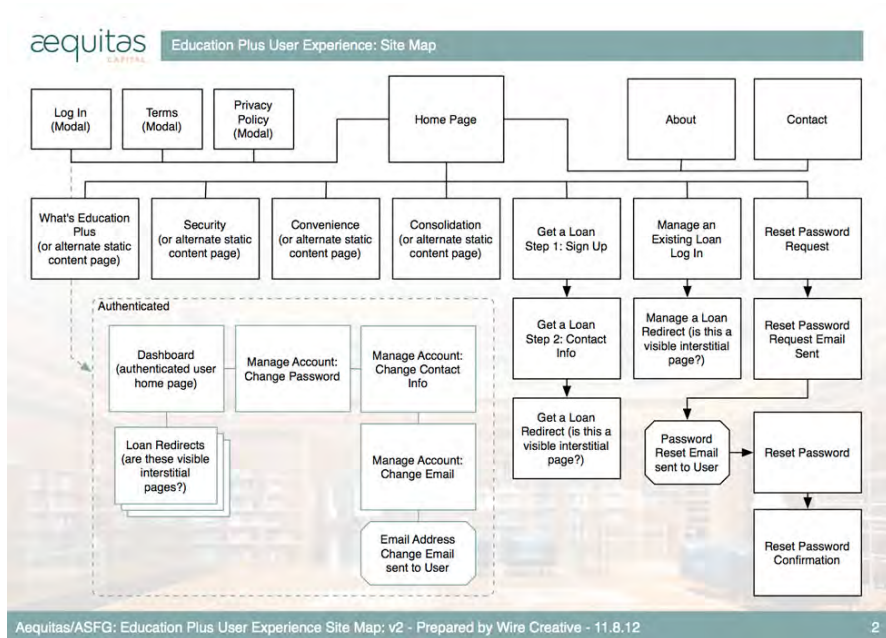 æquitas
CAPITAL
Education Plus User Experience: Site Map
Log In
(Modal)
Terms
(Modal)
Privacy
Policy
(Modal)
Home Page
About
Contact
What's Education
Plus
(or alternate static
content page)
Security
(or alternate static
content page)
Convenience
(or alternate static
content page)
Consolidation
(or alternate static
content page)
Get a Loan
Step 1: Sign Up
Manage an
Existing Loan
Log In
Reset Password
Request
Authenticated
Dashboard
(authenticated user
home page)
Manage Account:
Change Password
Manage Account:
Change Contact
Info
Get a Loan
Step 2: Contact
Info
Manage a Loan
Redirect (is this a
visible interstitial
page?)
Reset Password
Request Email
Sent
Loan Redirects
(are these visible
interstitial
pages?)
Manage Account:
Change Email
Get a Loan
Redirect (is this a
visible interstitial
page?)
Password
Reset Email
sent to User
Reset Password
Email Address
Change Email
sent to User
Reset Password
Confirmation
Aequitas/ASFG: Education Plus User Experience Site Map: v2 - Prepared by Wire Creative - 11.8.12
2